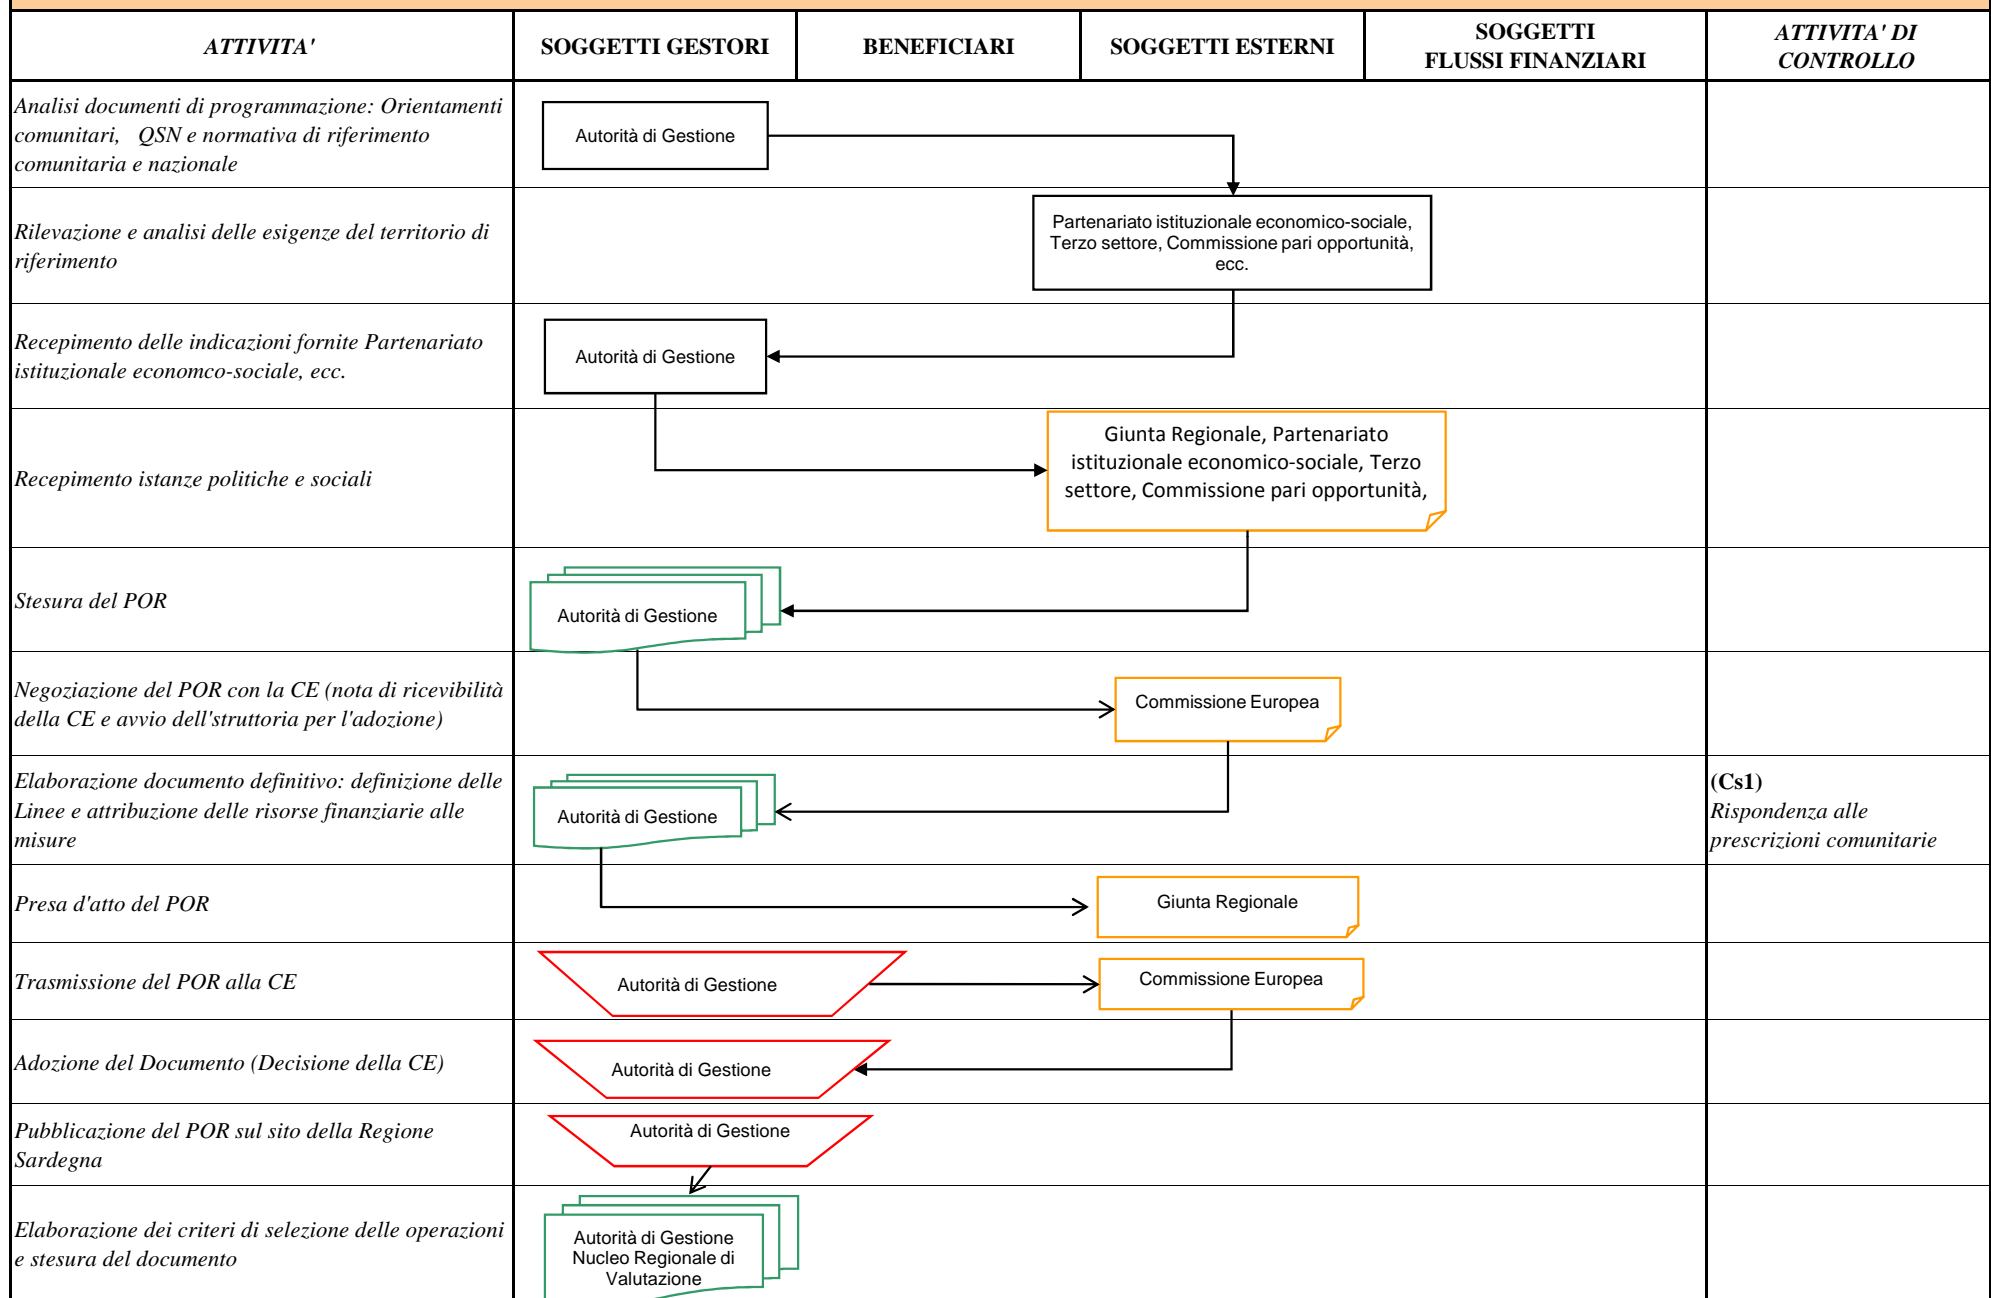 ATTIVITA'
SOGGETTI GESTORI
BENEFICIARI
SOGGETTI ESTERNI
SOGGETTI
FLUSSI FINANZIARI
ATTIVITA' DI
CONTROLLO
Analisi documenti di programmazione: Orientamenti
comunitari, QSN e normativa di riferimento
comunitaria e nazionale
Autorità di Gestione
Rilevazione e analisi delle esigenze del territorio di
riferimento
Partenariato istituzionale economico-sociale,
Terzo settore, Commissione pari opportunità,
ecc.
Recepimento delle indicazioni fornite Partenariato
istituzionale economco-sociale, ecc.
Autorità di Gestione
Recepimento istanze politiche e sociali
Giunta Regionale, Partenariato
istituzionale economico-sociale, Terzo
settore, Commissione pari opportunità,
Stesura del POR
Autorità di Gestione
Negoziazione del POR con la CE (nota di ricevibilità
della CE e avvio dell'struttoria per l'adozione)
Commissione Europea
Elaborazione documento definitivo: definizione delle
Linee e attribuzione delle risorse finanziarie alle
misure
Autorità di Gestione
(Cs1)
Rispondenza alle
prescrizioni comunitarie
Presa d'atto del POR
Giunta Regionale
Trasmissione del POR alla CE
Autorità di Gestione
Commissione Europea
Adozione del Documento (Decisione della CE)
Autorità di Gestione
Pubblicazione del POR sul sito della Regione
Sardegna
Autorità di Gestione
Elaborazione dei criteri di selezione delle operazioni
e stesura del documento
Autorità di Gestione
Nucleo Regionale di
Valutazione